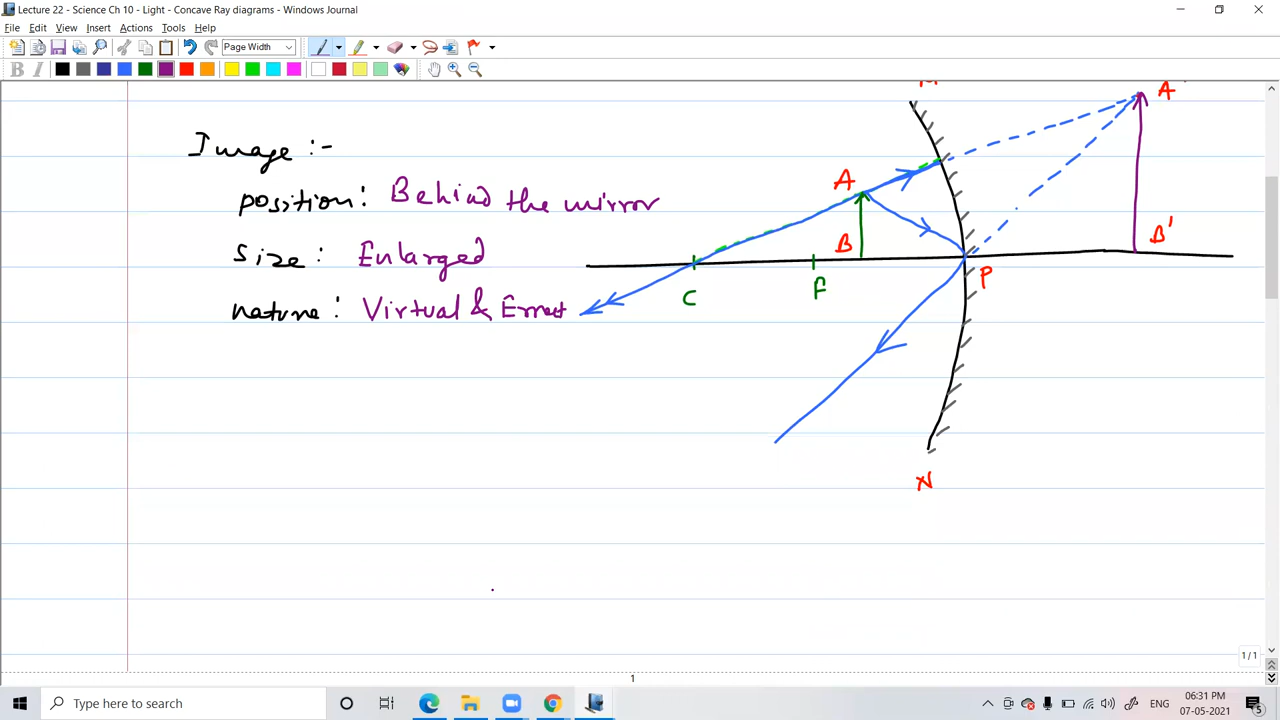 Lecture 22 - Science Ch 10 - Light - Concave Ray diagrams - Windows Journal
File Edit View Insert Actions Tools Help
Page Width
B I
M
A
Image :-
position: Behind the mirror
A
size: Enlarged
B
B'
P
C
F
nature: Virtual & Erect
N
1/1
1
Type here to search
ENG
06:31 PM
07-05-2021
5